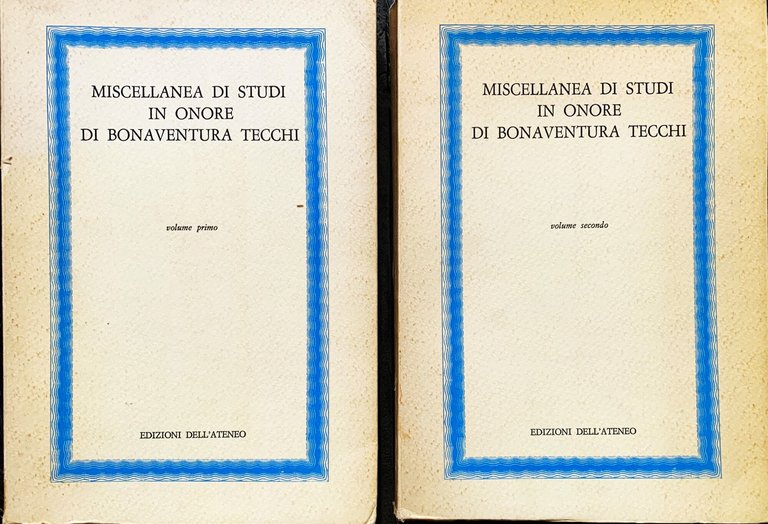 MISCELLANEA DI STUDI
IN ONORE
DI BONAVENTURA TECCHI
volume primo
EDIZIONI DELL'ATENEO
MISCELLANEA DI STUDI
IN ONORE
DI BONAVENTURA TECCHI
volume secondo
EDIZIONI DELL'ATENEO